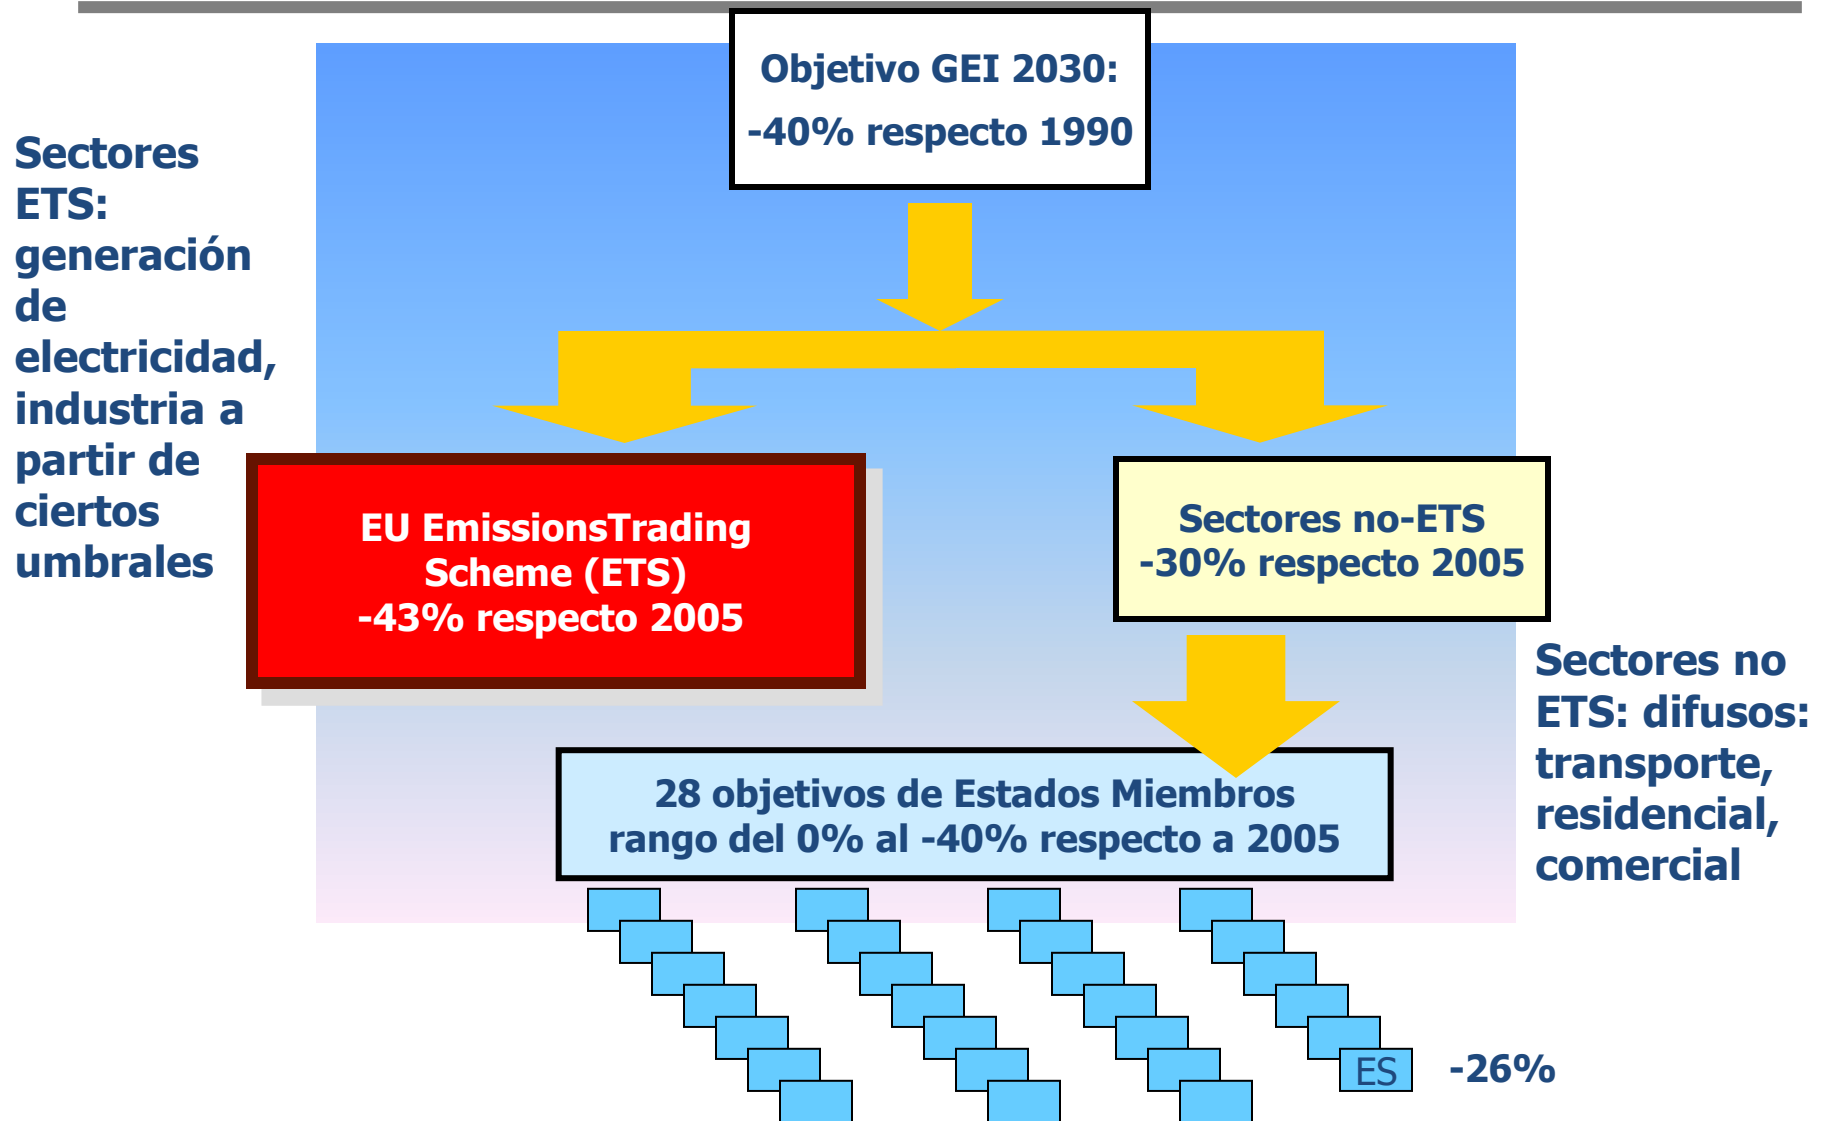 Objetivo GEI 2030:
-40% respecto 1990
Sectores
ETS:
generación
de
electricidad,
industria a
partir de
ciertos
umbrales
EU EmissionsTrading
Scheme (ETS)
-43% respecto 2005
Sectores no-ETS
-30% respecto 2005
Sectores no
ETS: difusos:
transporte,
residencial,
comercial
28 objetivos de Estados Miembros
rango del 0% al -40% respecto a 2005
ES
-26%